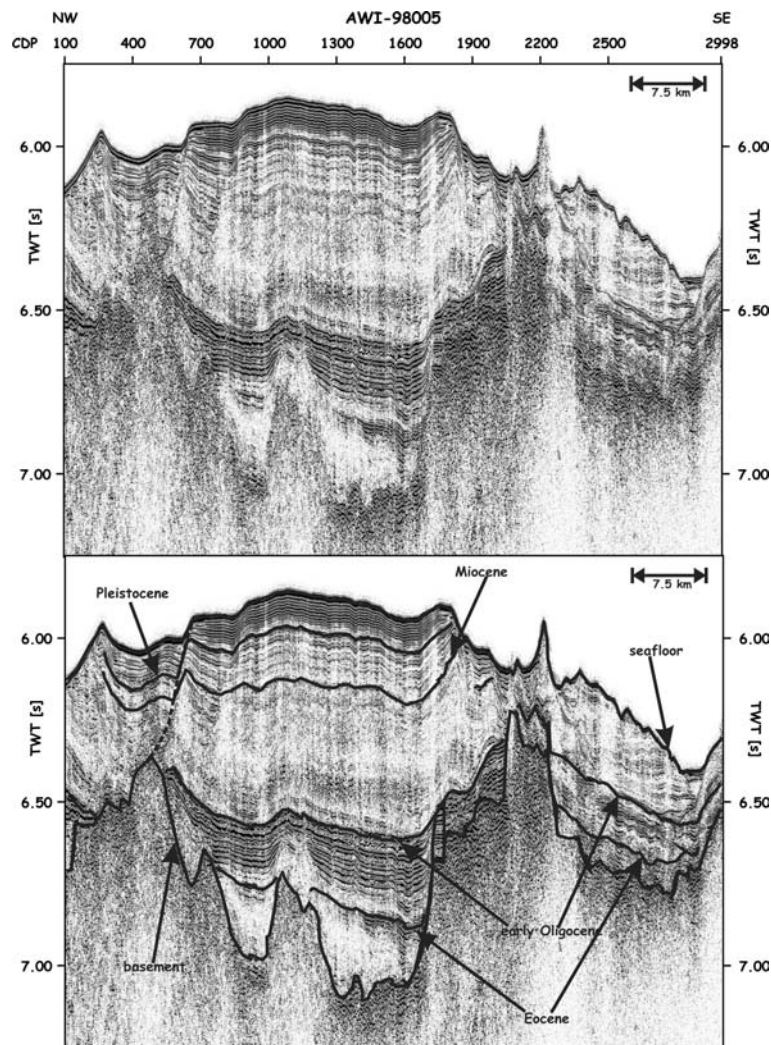 NW AWI-98005 SE
CDP 100 400 700 1000 1300 1600 1900 2200 2500 2998
7.5 km
6.00 6.00
TWT [s] TWT [s]
6.50 6.50
7.00 7.00
7.5 km
Miocene
Pleistocene
6.00 6.00
seafloor
TWT [s] TWT [s]
6.50 6.50
early Oligocene
basement
7.00 7.00
Eocene